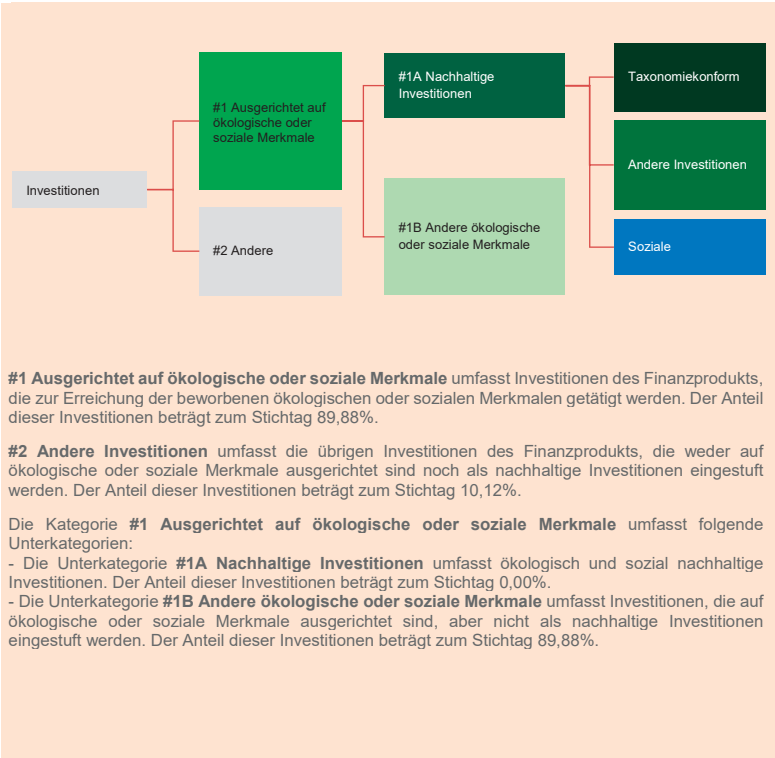 #1 Ausgerichtet auf
ökologische oder
soziale Merkmale
#1A Nachhaltige
Investitionen
Taxonomiekonform
Andere Investitionen
Investitionen
#2 Andere
#1B Andere ökologische
oder soziale Merkmale
Soziale
#1 Ausgerichtet auf ökologische oder soziale Merkmale umfasst Investitionen des Finanzprodukts,
die zur Erreichung der beworbenen ökologischen oder sozialen Merkmalen getätigt werden. Der Anteil
dieser Investitionen beträgt zum Stichtag 89,88%.
#2 Andere Investitionen umfasst die übrigen Investitionen des Finanzprodukts, die weder auf
ökologische oder soziale Merkmale ausgerichtet sind noch als nachhaltige Investitionen eingestuft
werden. Der Anteil dieser Investitionen beträgt zum Stichtag 10,12%.
Die Kategorie #1 Ausgerichtet auf ökologische oder soziale Merkmale umfasst folgende
Unterkategorien:
- Die Unterkategorie #1A Nachhaltige Investitionen umfasst ökologisch und sozial nachhaltige
Investitionen. Der Anteil dieser Investitionen beträgt zum Stichtag 0,00%.
- Die Unterkategorie #1B Andere ökologische oder soziale Merkmale umfasst Investitionen, die auf
ökologische oder soziale Merkmale ausgerichtet sind, aber nicht als nachhaltige Investitionen
eingestuft werden. Der Anteil dieser Investitionen beträgt zum Stichtag 89,88%.